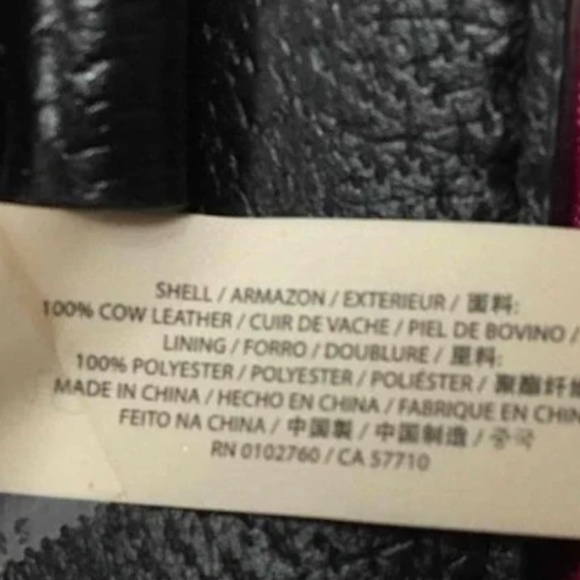 SHELL / ARMAZON / EXTERIEUR / 面料:
100% COW LEATHER / CUIR DE VACHE / PIEL DE BOVINO /
LINING / FORRO / DOUBLURE / 里料:
100% POLYESTER / POLYESTER / POLIÉSTER / 聚酯纤維
MADE IN CHINA / HECHO EN CHINA / FABRIQUE EN CHIN
FEITO NA CHINA / 中国製 / 中国制造 / 중국
RN 0102760 / CA 57710